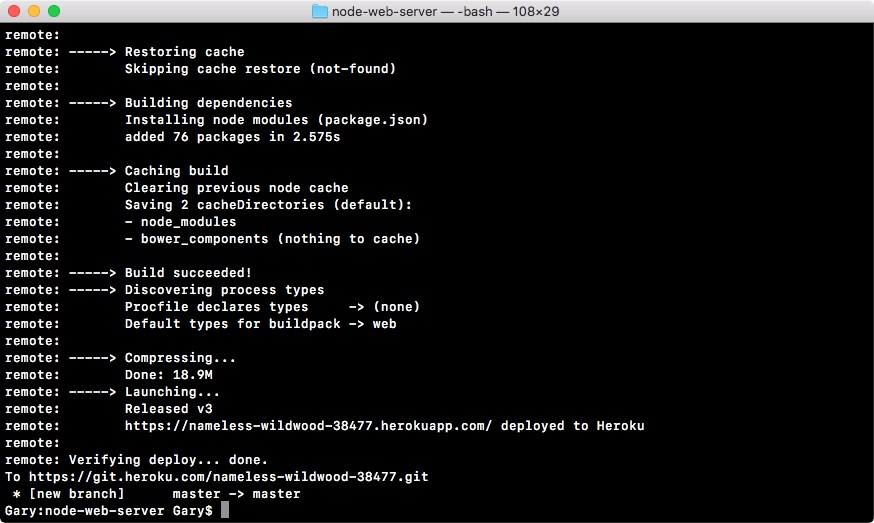 node-web-server — -bash — 108×29
remote:
remote: -----> Restoring cache
remote:        Skipping cache restore (not-found)
remote:
remote: -----> Building dependencies
remote:        Installing node modules (package.json)
remote:        added 76 packages in 2.575s
remote:
remote: -----> Caching build
remote:        Clearing previous node cache
remote:        Saving 2 cacheDirectories (default):
remote:        - node_modules
remote:        - bower_components (nothing to cache)
remote:
remote: -----> Build succeeded!
remote: -----> Discovering process types
remote:        Procfile declares types     -> (none)
remote:        Default types for buildpack -> web
remote:
remote: -----> Compressing...
remote:        Done: 18.9M
remote: -----> Launching...
remote:        Released v3
remote:        https://nameless-wildwood-38477.herokuapp.com/ deployed to Heroku
remote:
remote: Verifying deploy... done.
To https://git.heroku.com/nameless-wildwood-38477.git
 * [new branch]      master -> master
Gary:node-web-server Gary$